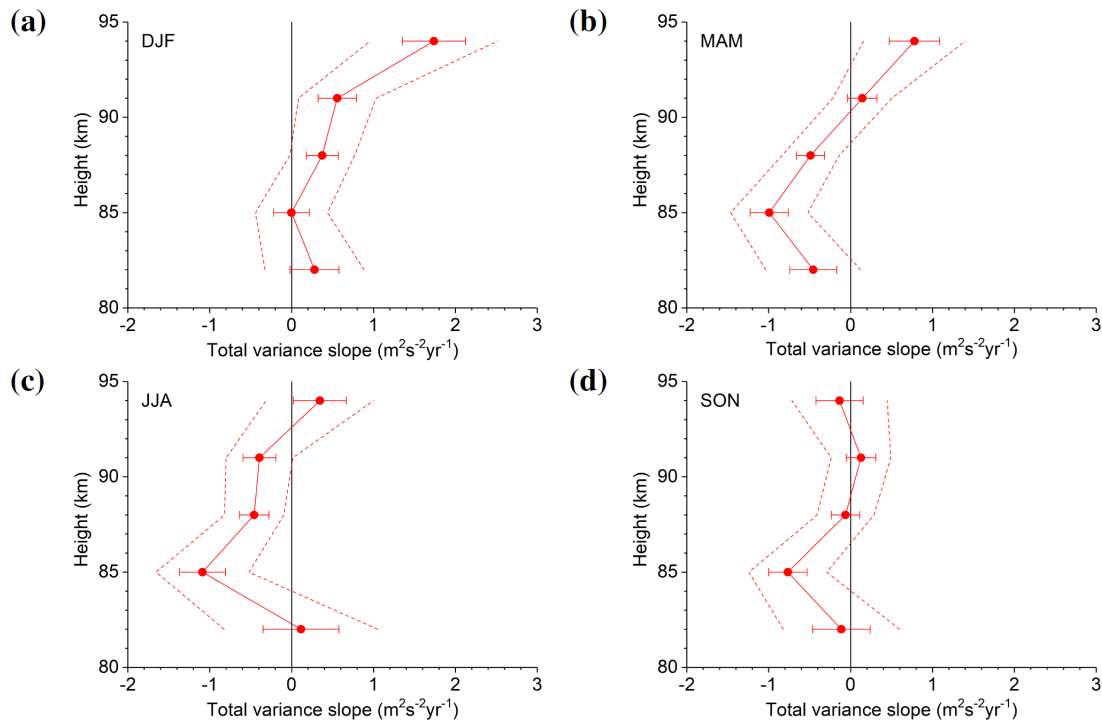 (a)
DJF
95
90
85
80
Height (km)
-2 -1 0 1 2 3
Total variance slope (m²s⁻²yr⁻¹)
(b)
MAM
95
90
85
80
Height (km)
-2 -1 0 1 2 3
Total variance slope (m²s⁻²yr⁻¹)
(c)
JJA
95
90
85
80
Height (km)
-2 -1 0 1 2 3
Total variance slope (m²s⁻²yr⁻¹)
(d)
SON
95
90
85
80
Height (km)
-2 -1 0 1 2 3
Total variance slope (m²s⁻²yr⁻¹)